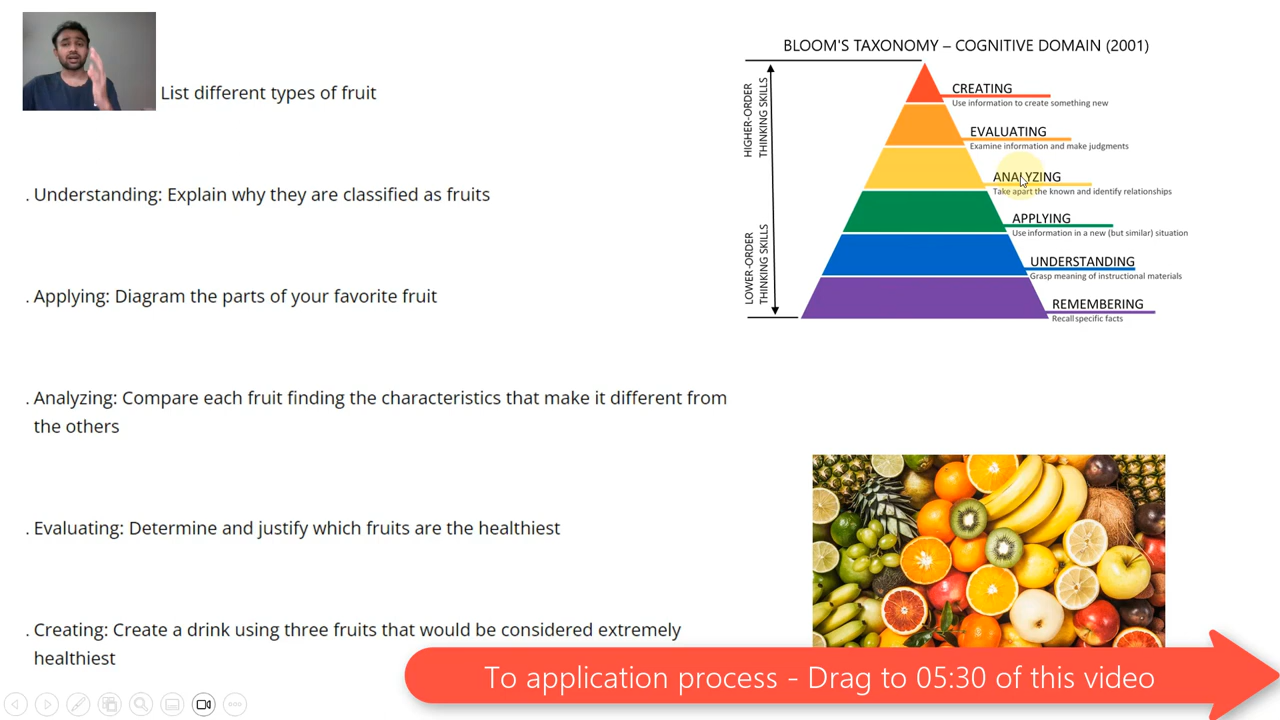 List different types of fruit
. Understanding: Explain why they are classified as fruits
. Applying: Diagram the parts of your favorite fruit
. Analyzing: Compare each fruit finding the characteristics that make it different from
the others
. Evaluating: Determine and justify which fruits are the healthiest
. Creating: Create a drink using three fruits that would be considered extremely
healthiest
BLOOM'S TAXONOMY – COGNITIVE DOMAIN (2001)
HIGHER-ORDER
THINKING SKILLS
LOWER-ORDER
THINKING SKILLS
CREATING
Use information to create something new
EVALUATING
Examine information and make judgments
ANALYZING
Take apart the known and identify relationships
APPLYING
Use information in a new (but similar) situation
UNDERSTANDING
Grasp meaning of instructional materials
REMEMBERING
Recall specific facts
To application process - Drag to 05:30 of this video